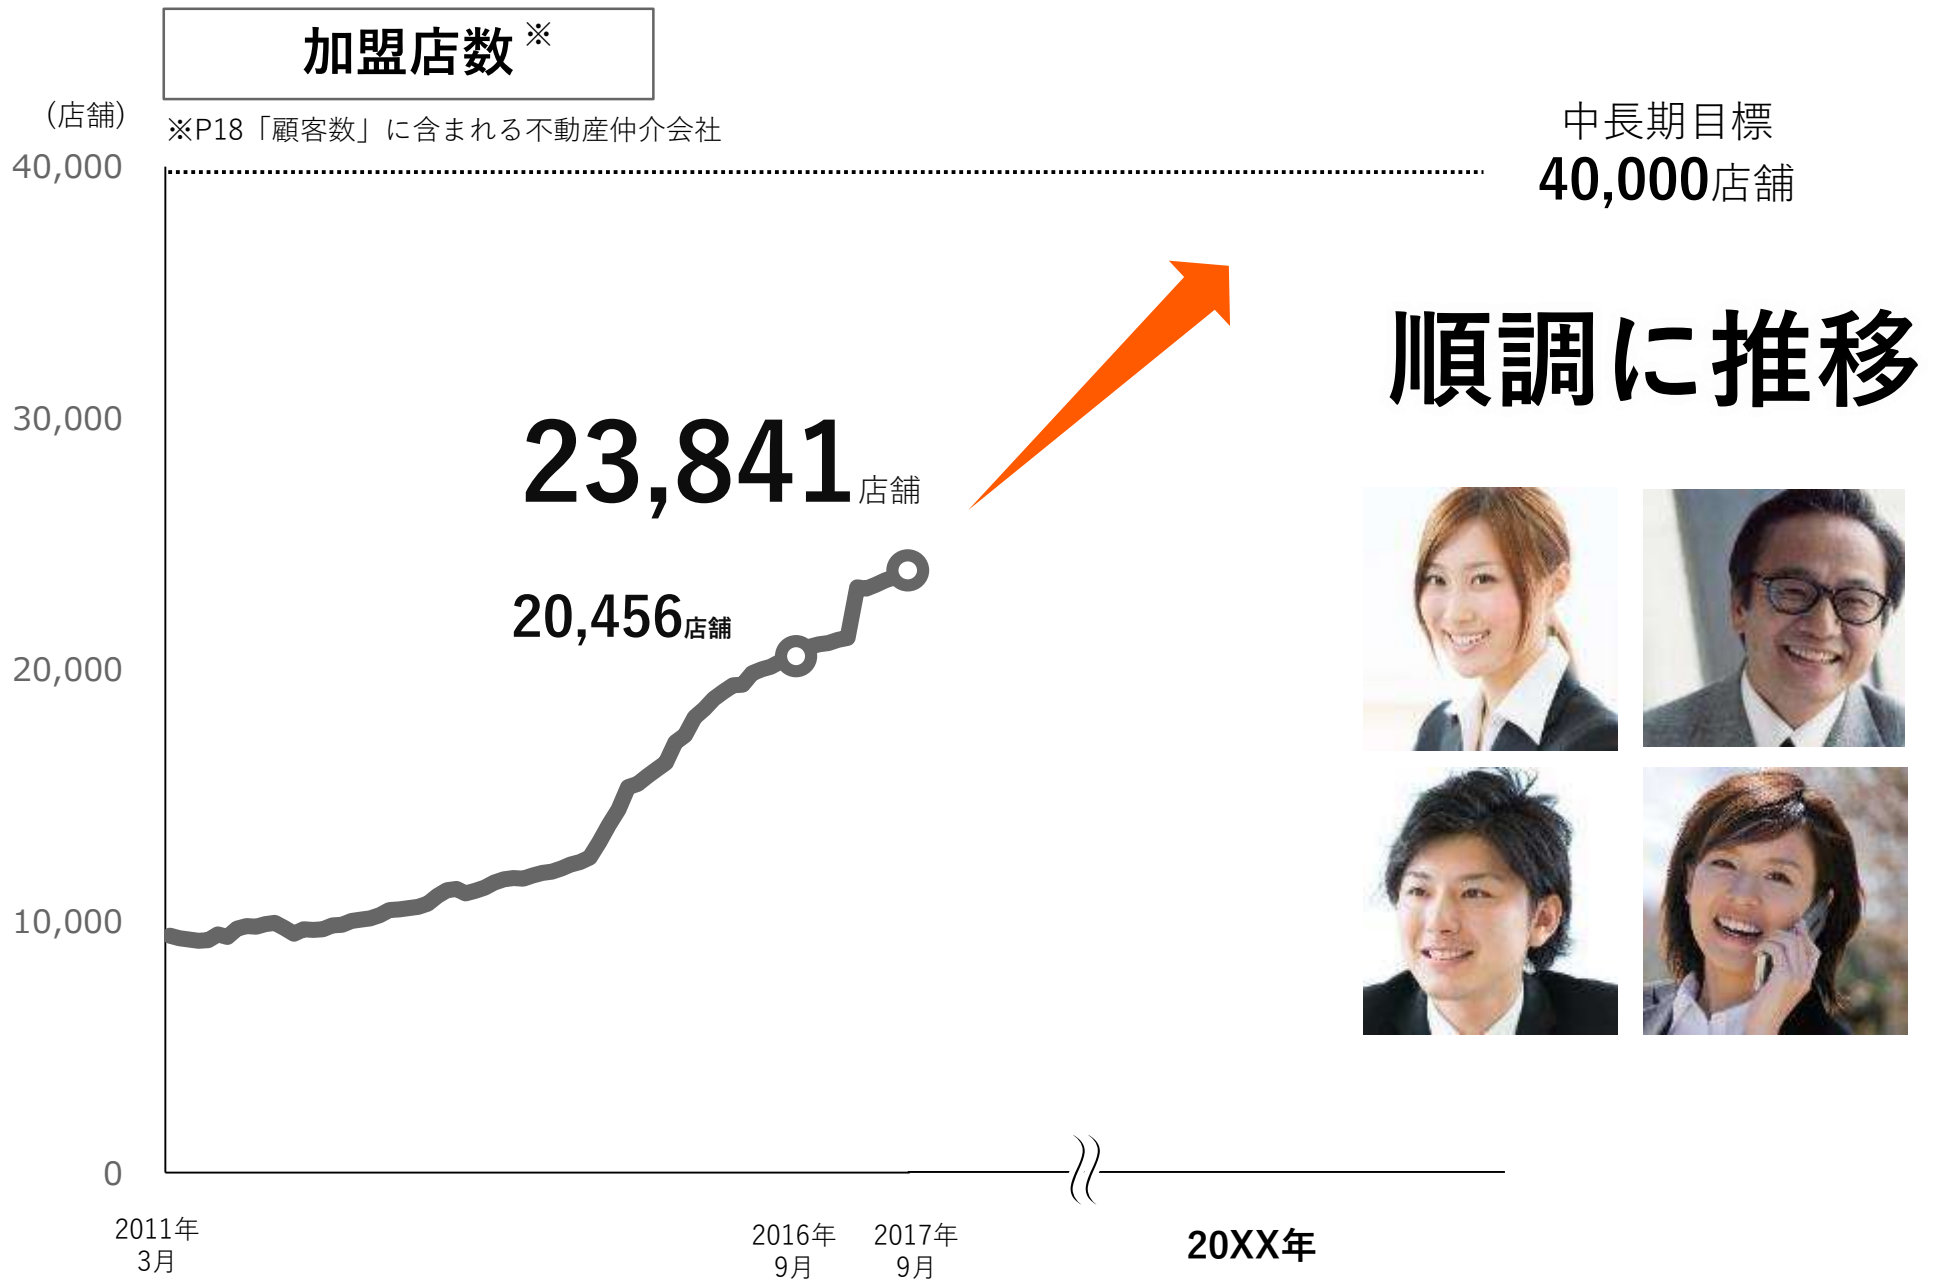 加盟店数※
(店舗)
※P18「顧客数」に含まれる不動産仲介会社
中長期目標
40,000店舗
40,000
順調に推移
30,000
23,841店舗
20,456店舗
20,000
10,000
0
2011年
3月
2016年
9月
2017年
9月
20XX年